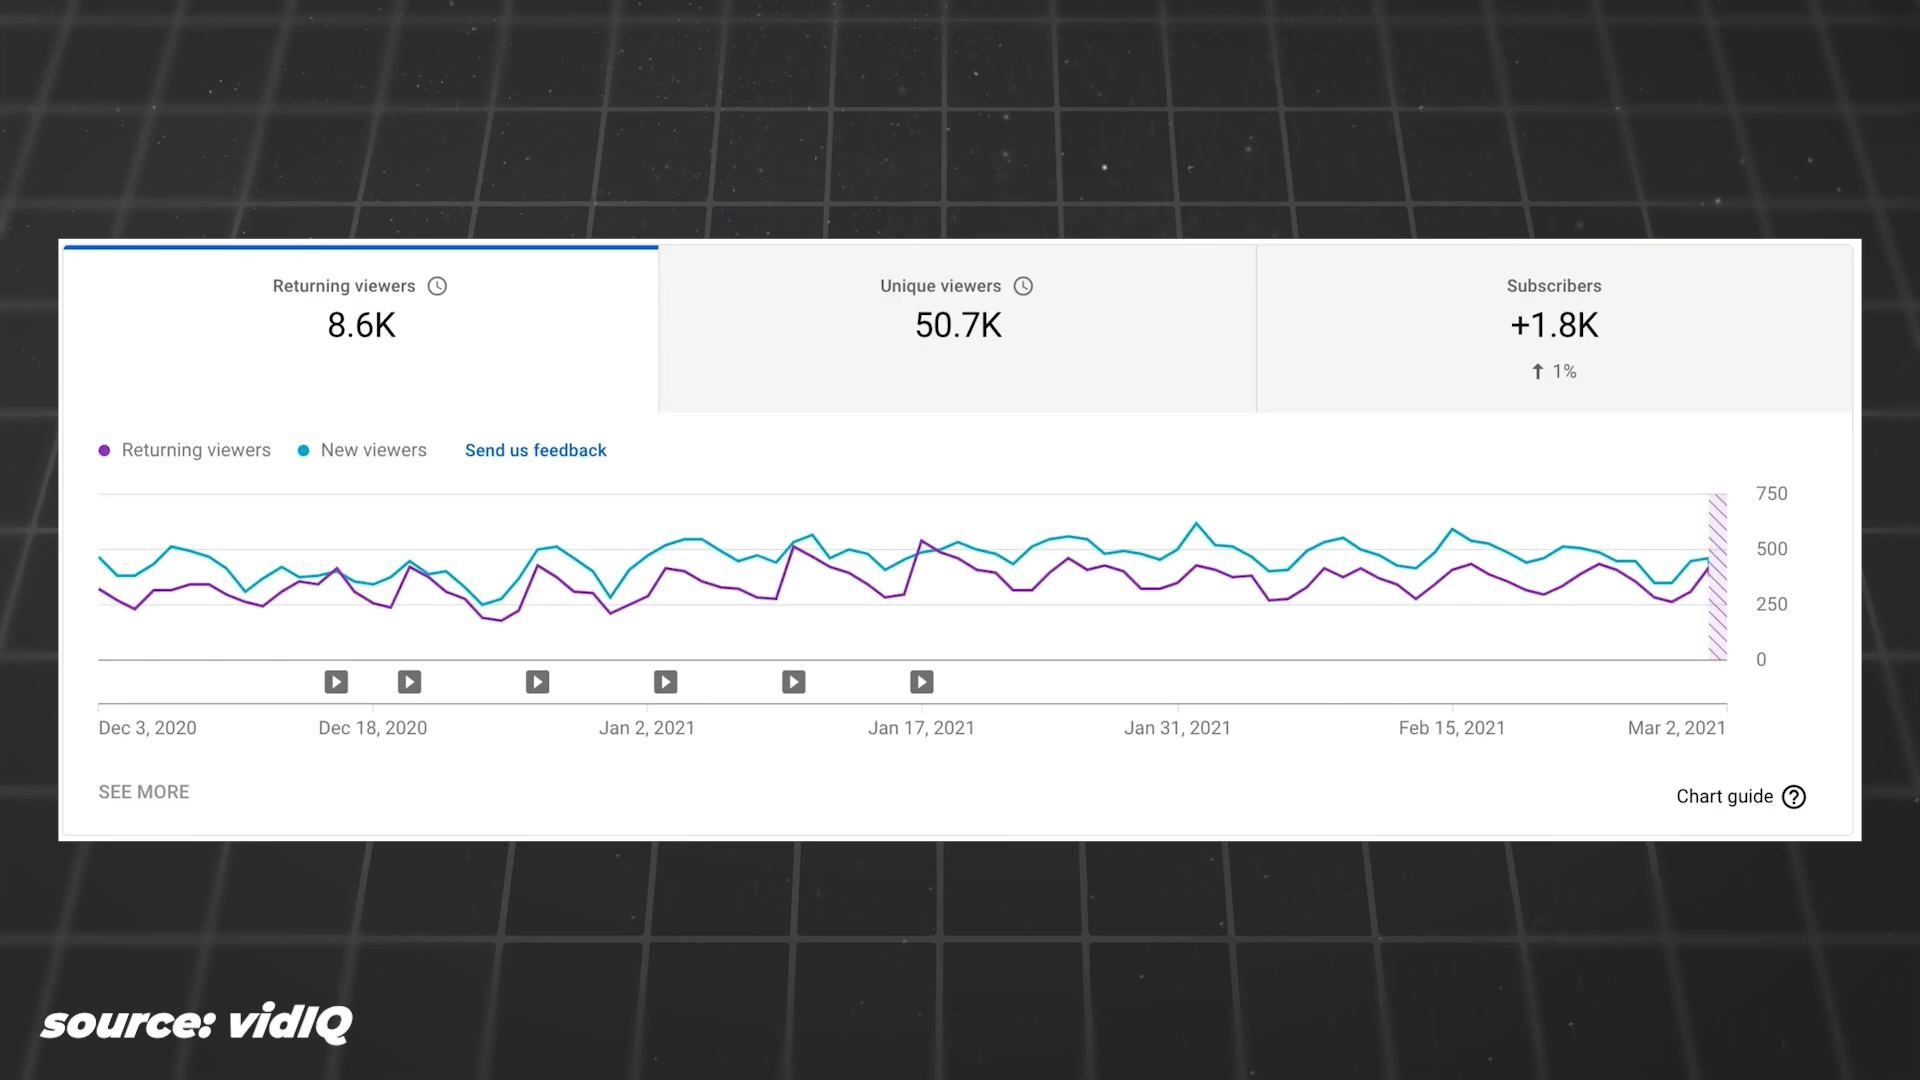 Returning viewers
8.6K
Unique viewers
50.7K
Subscribers
+1.8K
↑ 1%
Returning viewers New viewers Send us feedback
750
500
250
0
Dec 3, 2020 Dec 18, 2020 Jan 2, 2021 Jan 17, 2021 Jan 31, 2021 Feb 15, 2021 Mar 2, 2021
SEE MORE
Chart guide ?
source: vidIQ